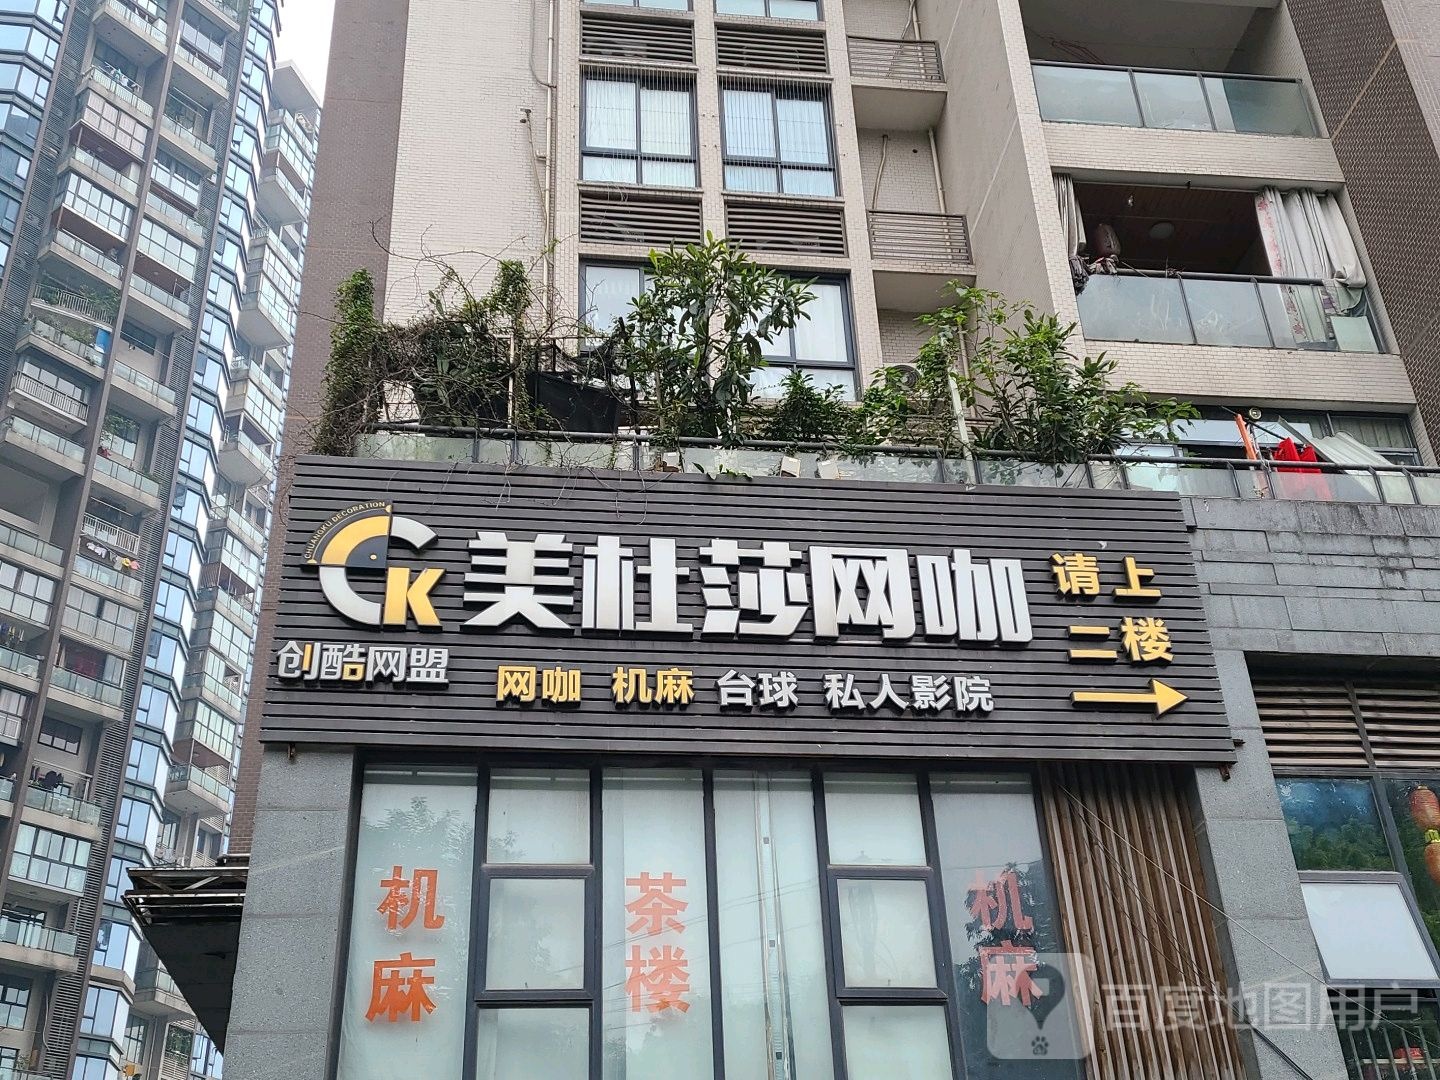 CHUANGKU DECORATION
CK
创酷网盟
美杜莎网咖
网咖 机麻 台球 私人影院
请上
二楼
机麻
茶楼
机麻
百度地图用户